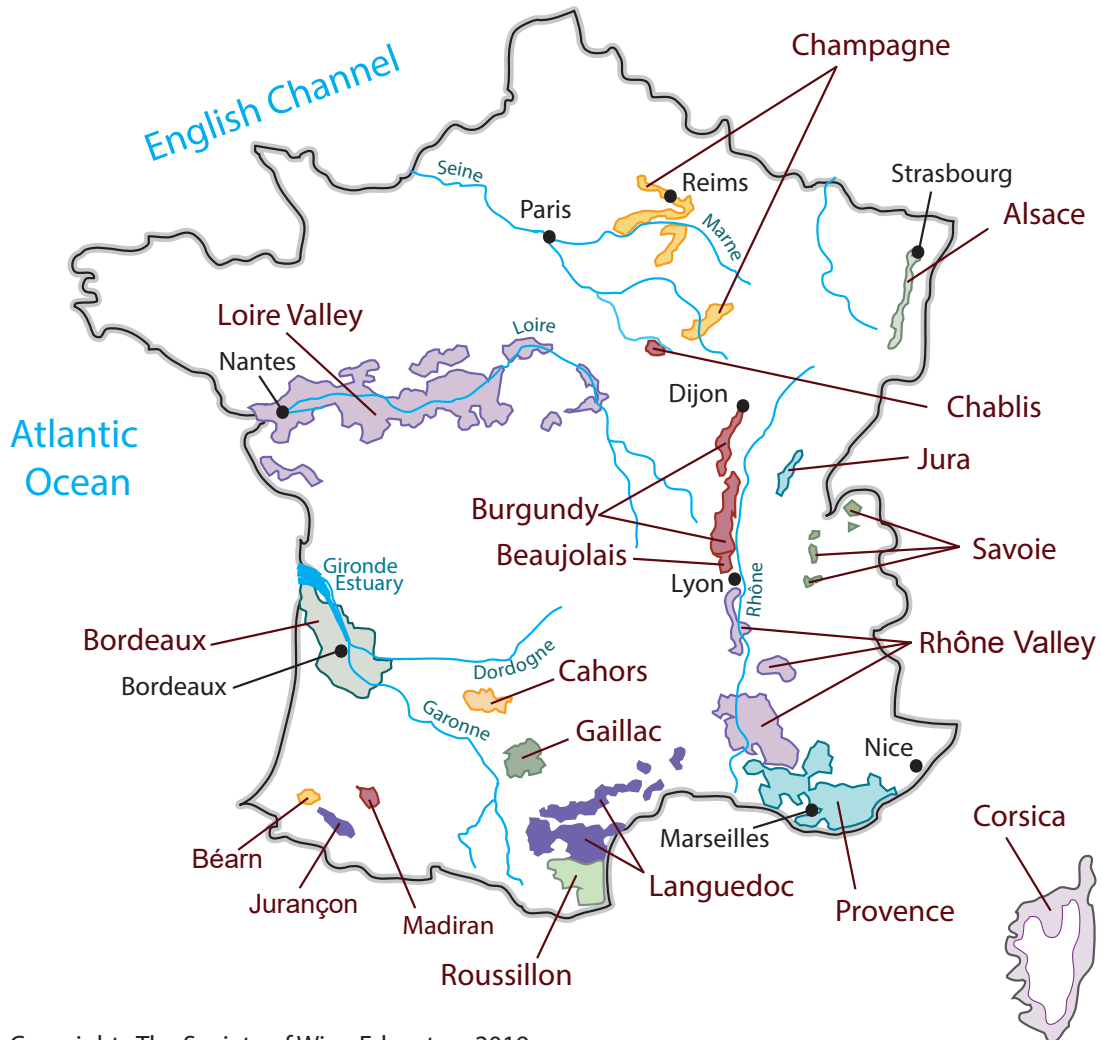 Champagne
English Channel
Seine
Reims
Strasbourg
Paris
Alsace
Marne
Loire Valley
Loire
Nantes
Dijon
Chablis
Atlantic
Ocean
Jura
Burgundy
Beaujolais
Savoie
Gironde
Estuary
Lyon
Rhône
Bordeaux
Rhône Valley
Dordogne
Cahors
Bordeaux
Garonne
Gaillac
Nice
Corsica
Marseilles
Béarn
Languedoc
Jurançon
Provence
Madiran
Roussillon